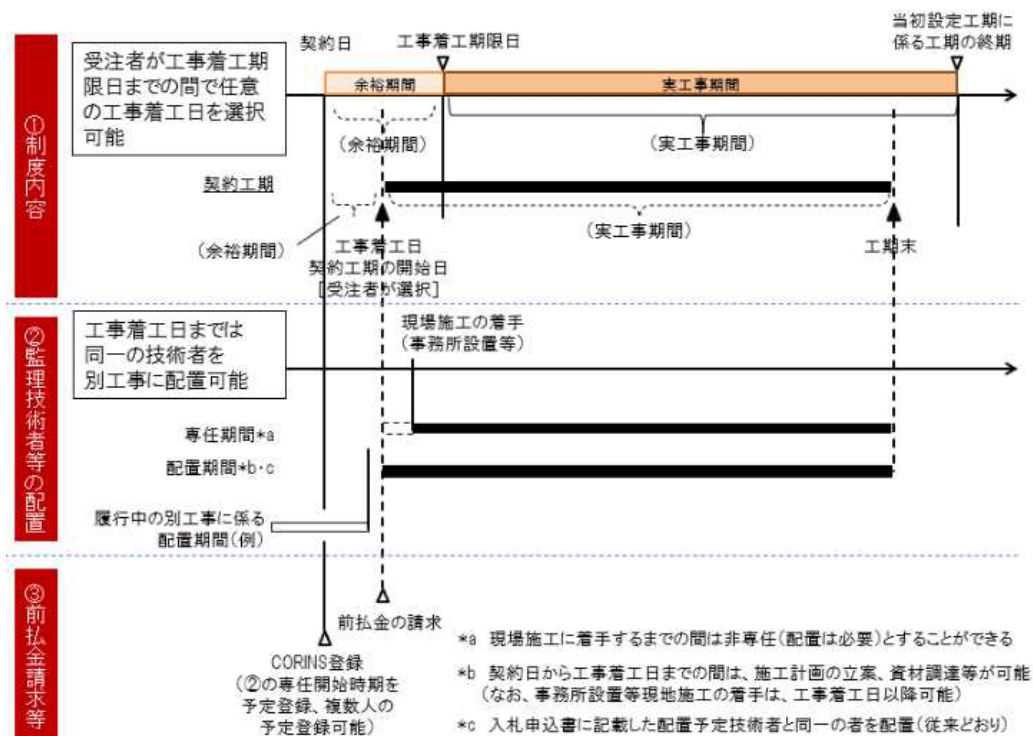 当初設定工期に
係る工期の終期
契約日
工事着工期限日
受注者が工事着工期
限日までの間で任意
の工事着工日を選択
可能
余裕期間
実工事期間
(余裕期間)
(実工事期間)
①制度内容
契約工期
(余裕期間)
(実工事期間)
工事着工日
契約工期の開始日
[受注者が選択]
工期末
②監理技術者等の配置
工事着工日までは
同一の技術者を
別工事に配置可能
現場施工の着手
(事務所設置等)
専任期間*a
配置期間*b・c
履行中の別工事に係る
配置期間(例)
③前払金請求等
前払金の請求
CORINS登録
(②の専任開始時期を
予定登録、複数人の
予定登録可能)
*a 現場施工に着手するまでの間は非専任(配置は必要)とすることができる
*b 契約日から工事着工日までの間は、施工計画の立案、資材調達等が可能
(なお、事務所設置等現地施工の着手は、工事着工日以降可能)
*c 入札申込書に記載した配置予定技術者と同一の者を配置(従来どおり)